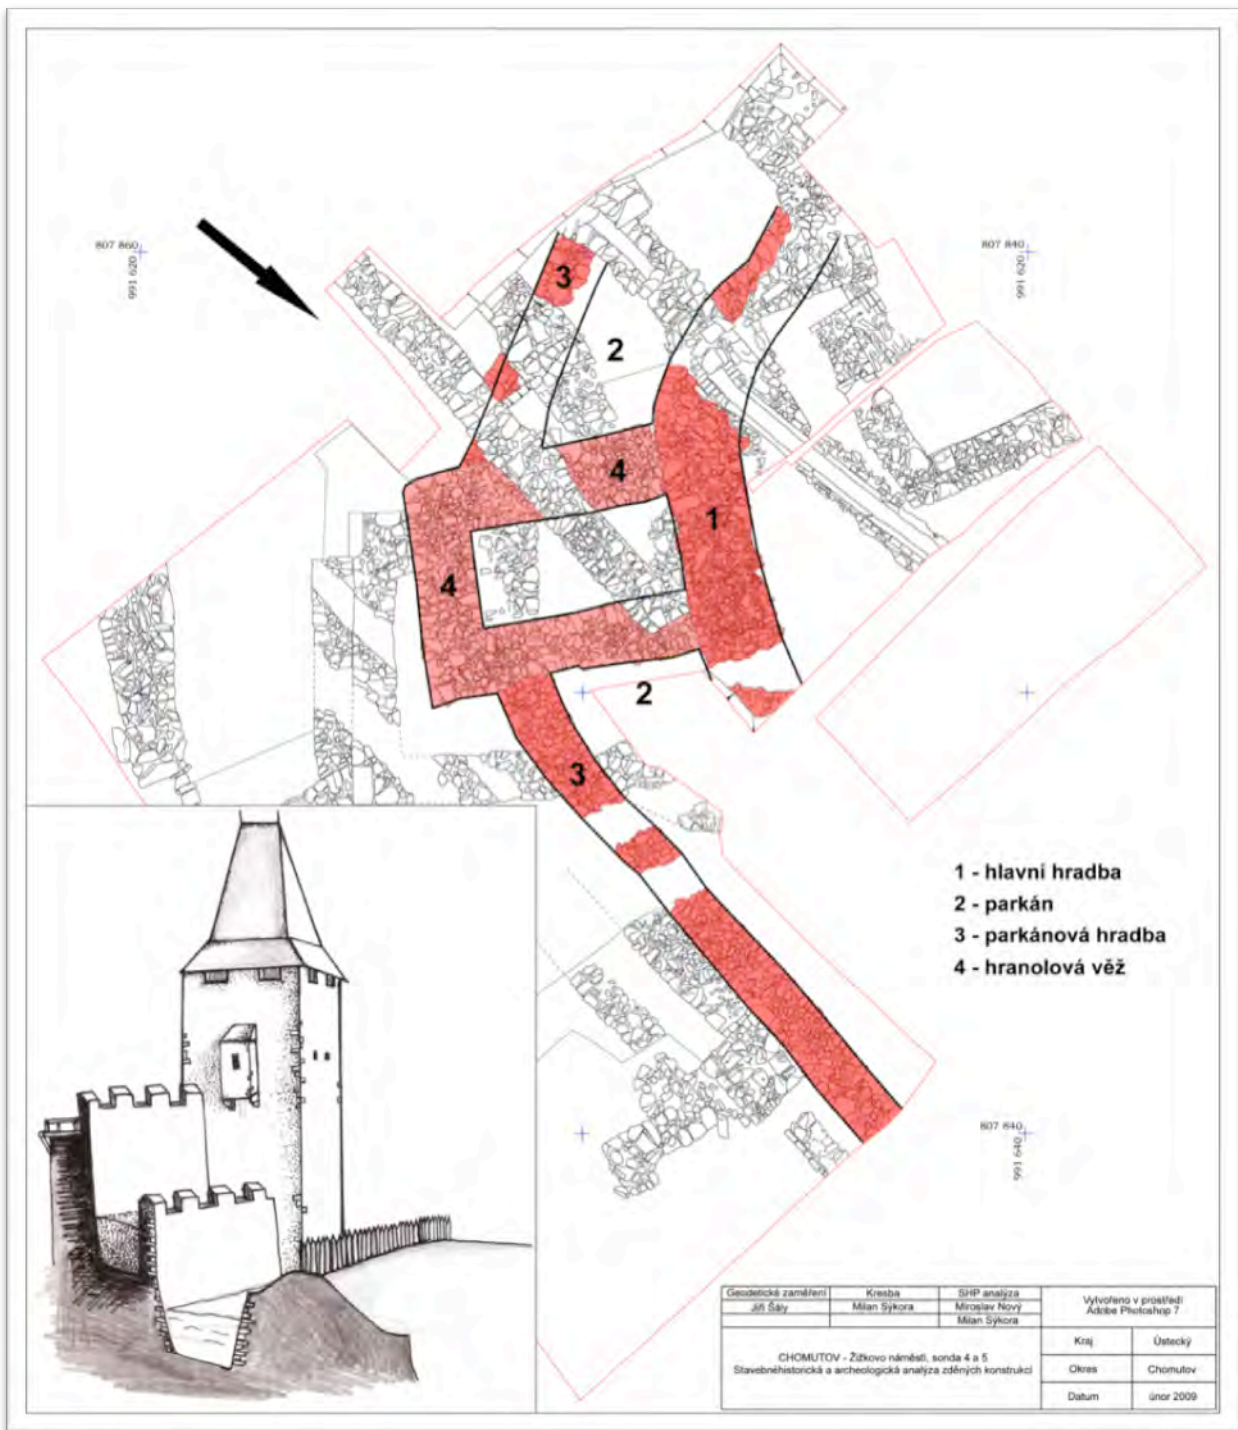 807 860
991 620
807 840
991 620
3
2
4
1
4
2
3
1 - hlavní hradba
2 - parkán
3 - parkánová hradba
4 - hranolová věž
807 840
991 640
Geodetické zaměření
Kresba
SHP analýza
Vytvořeno v prostředí
Adobe Photoshop 7
Jiří Šály
Milan Sýkora
Miroslav Nový
Milan Sýkora
CHOMUTOV - Žižkovo náměstí, sonda 4 a 5
Stavebněhistorická a archeologická analýza zděných konstrukcí
Kraj
Ústecký
Okres
Chomutov
Datum
únor 2009